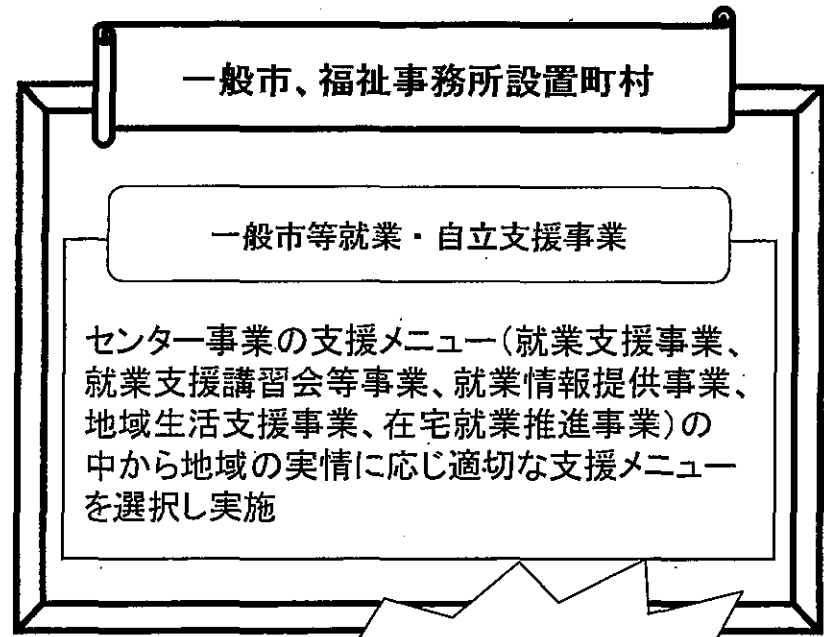 一般市、福祉事務所設置町村
一般市等就業・自立支援事業
センター事業の支援メニュー（就業支援事業、
就業支援講習会等事業、就業情報提供事業、
地域生活支援事業、在宅就業推進事業）の
中から地域の実情に応じ適切な支援メニュー
を選択し実施